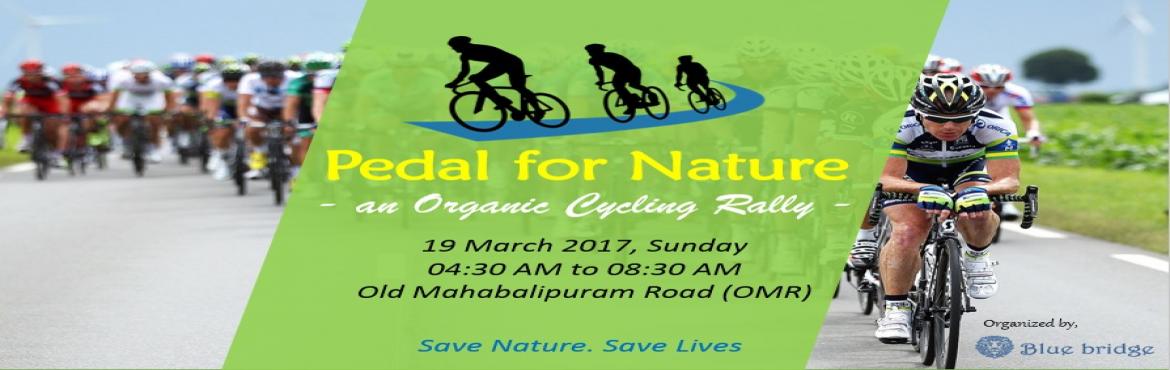 Pedal for Nature
- an Organic Cycling Rally -
19 March 2017, Sunday
04:30 AM to 08:30 AM
Old Mahabalipuram Road (OMR)
Save Nature. Save Lives
Organized by,
Blue bridge